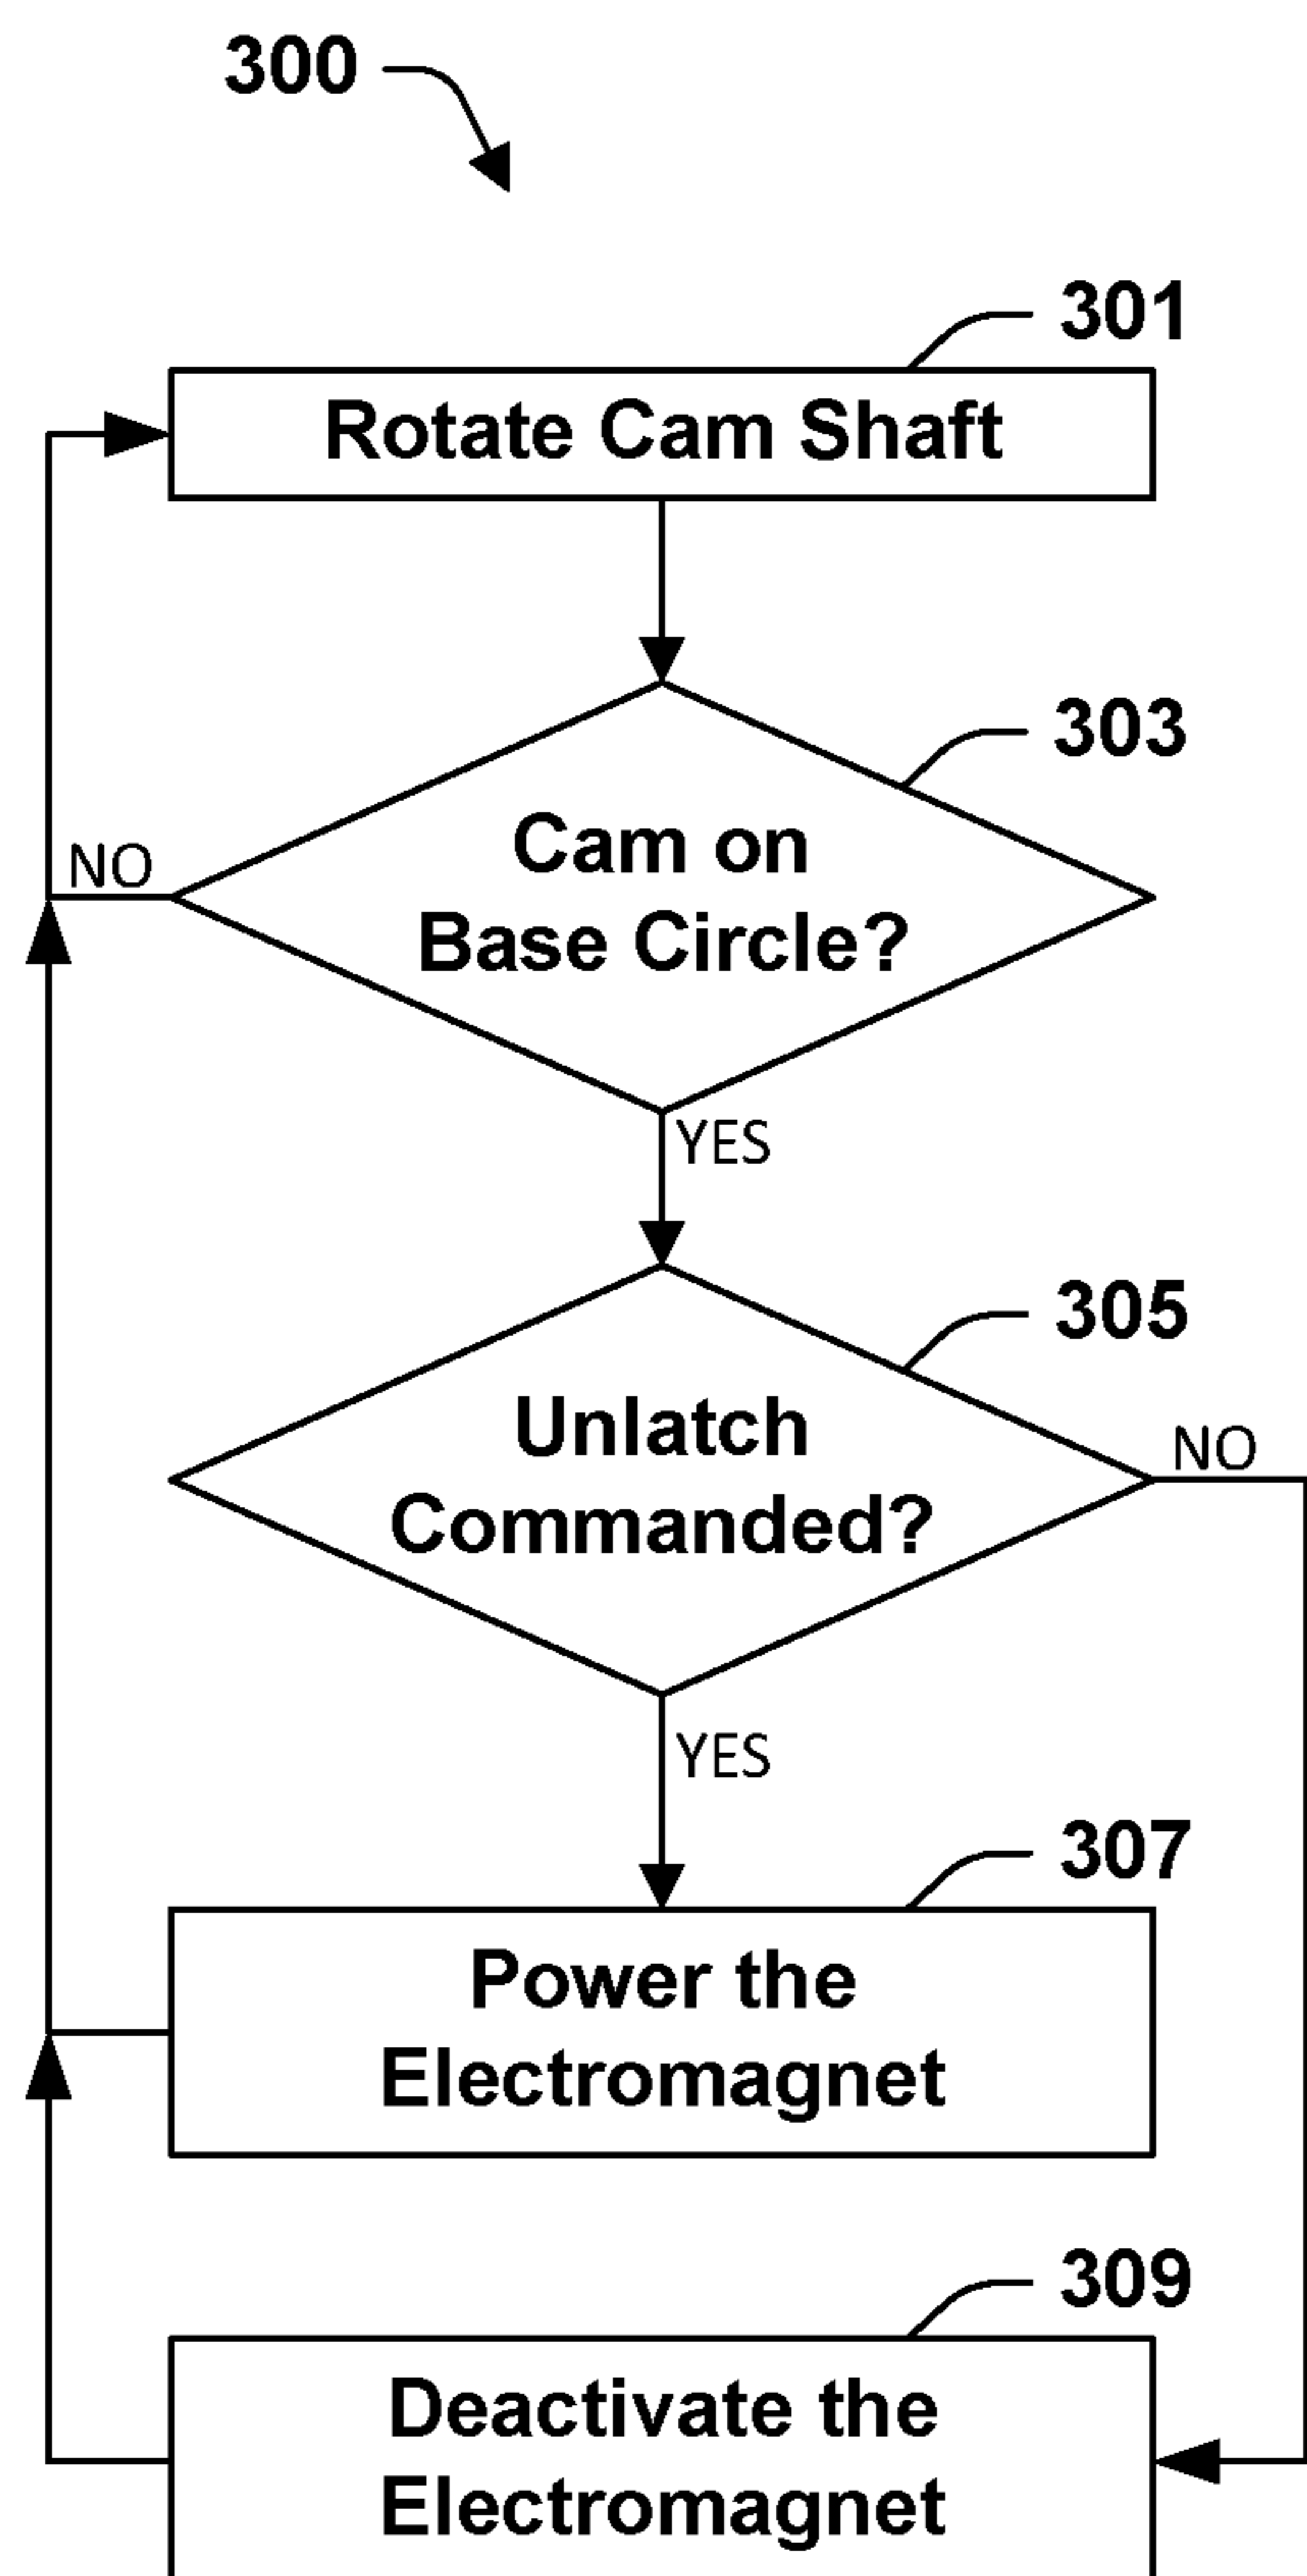 300
301
Rotate Cam Shaft
303
Cam on
Base Circle?
NO
YES
305
Unlatch
Commanded?
NO
YES
307
Power the
Electromagnet
309
Deactivate the
Electromagnet